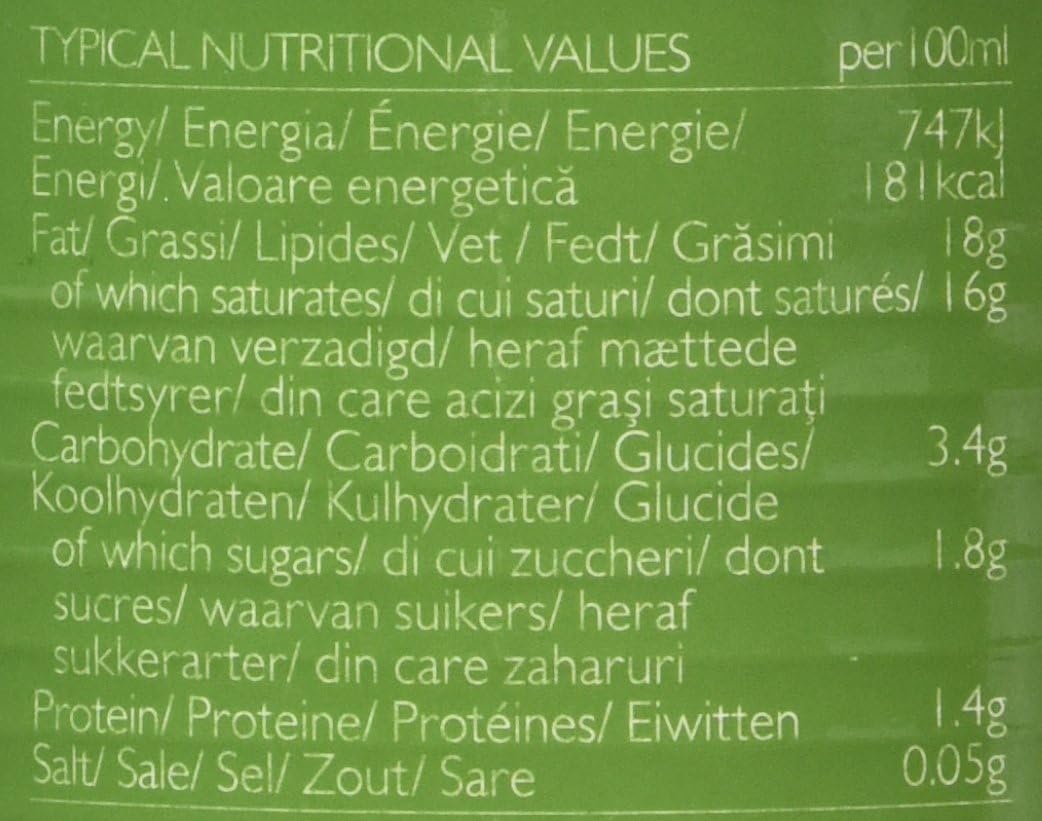 TYPICAL NUTRITIONAL VALUES per 100ml
Energy/ Energia/ Énergie/ Energie/ 747kJ
Energi/. Valoare energetică 181kcal
Fat/ Grassi/ Lipides/ Vet / Fedt/ Grăsimi 18g
of which saturates/ di cui saturi/ dont saturés/ 16g
waarvan verzadigd/ heraf mættede
fedtsyrer/ din care acizi grași saturați
Carbohydrate/ Carboidrati/ Glucides/ 3.4g
Koolhydraten/ Kulhydrater/ Glucide
of which sugars/ di cui zuccheri/ dont 1.8g
sucres/ waarvan suikers/ heraf
sukkerarter/ din care zaharuri
Protein/ Proteine/ Protéines/ Eiwitten 1.4g
Salt/ Sale/ Sel/ Zout/ Sare 0.05g